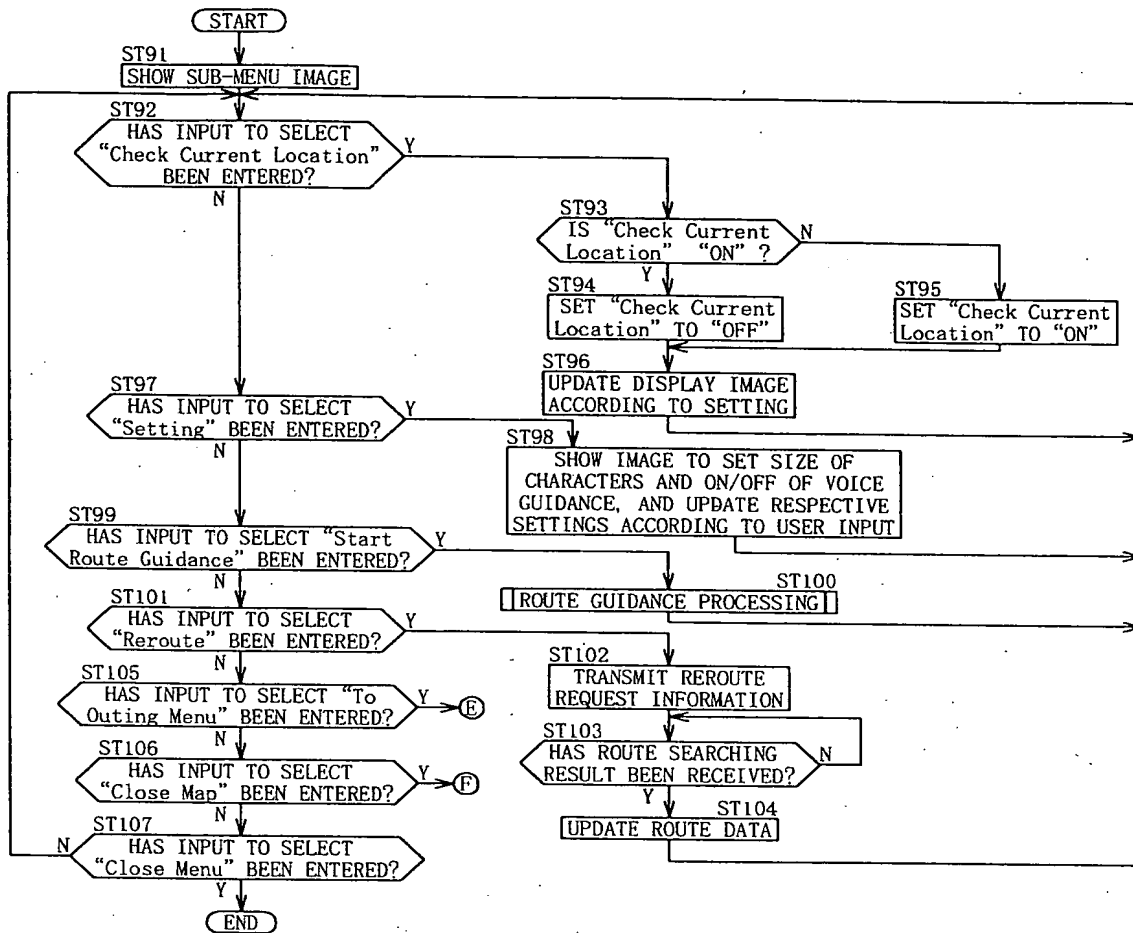 START
ST91
SHOW SUB-MENU IMAGE
ST92
HAS INPUT TO SELECT
“Check Current Location”
BEEN ENTERED?
Y
N
ST93
IS “Check Current
Location” “ON” ?
N
Y
ST94
SET “Check Current
Location” TO “OFF”
ST95
SET “Check Current
Location” TO “ON”
ST96
UPDATE DISPLAY IMAGE
ACCORDING TO SETTING
ST97
HAS INPUT TO SELECT
“Setting” BEEN ENTERED?
Y
N
ST98
SHOW IMAGE TO SET SIZE OF
CHARACTERS AND ON/OFF OF VOICE
GUIDANCE, AND UPDATE RESPECTIVE
SETTINGS ACCORDING TO USER INPUT
ST99
HAS INPUT TO SELECT “Start
Route Guidance” BEEN ENTERED?
Y
N
ST100
ROUTE GUIDANCE PROCESSING
ST101
HAS INPUT TO SELECT
“Reroute” BEEN ENTERED?
Y
N
ST102
TRANSMIT REROUTE
REQUEST INFORMATION
ST103
HAS ROUTE SEARCHING
RESULT BEEN RECEIVED?
N
Y
ST104
UPDATE ROUTE DATA
ST105
HAS INPUT TO SELECT “To
Outing Menu” BEEN ENTERED?
Y
E
N
ST106
HAS INPUT TO SELECT
“Close Map” BEEN ENTERED?
Y
F
N
ST107
HAS INPUT TO SELECT
“Close Menu” BEEN ENTERED?
N
Y
END